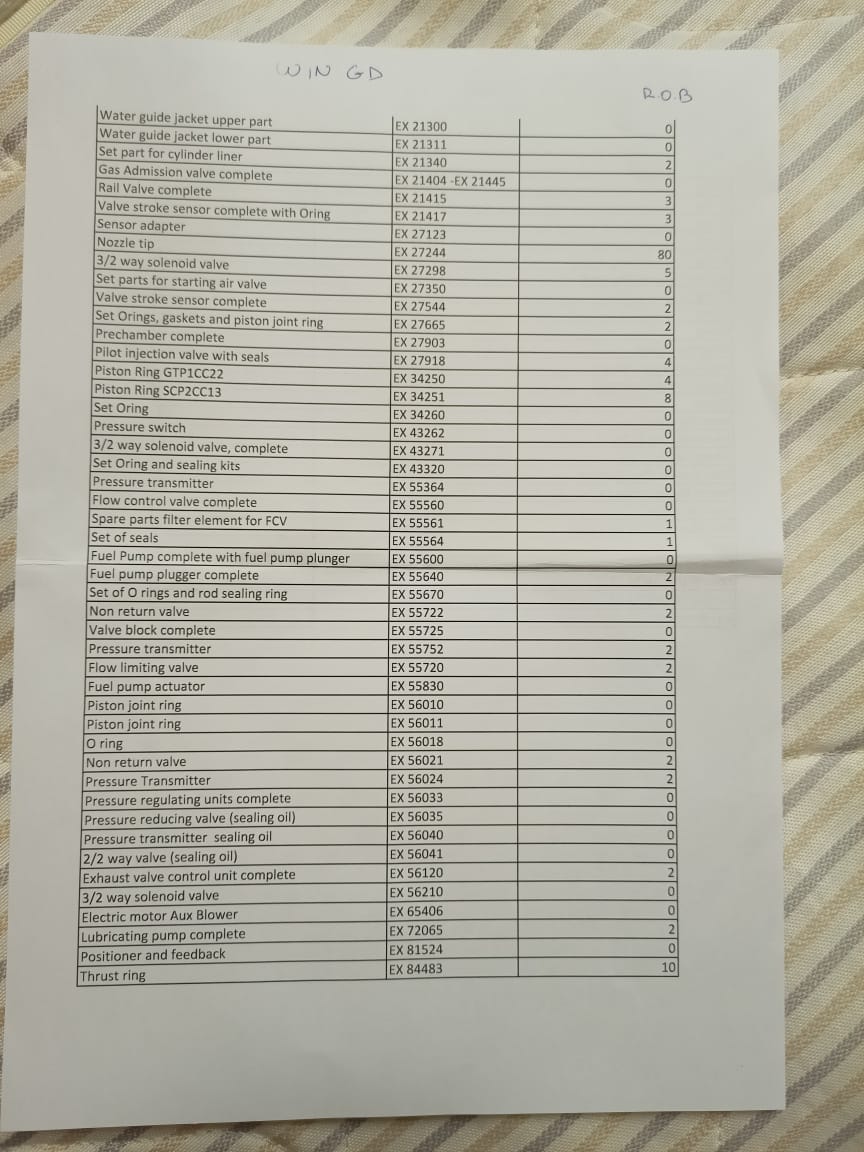 WIN GD
R.O.B
Water guide jacket upper part EX 21300 0
Water guide jacket lower part EX 21311 0
Set part for cylinder liner EX 21340 2
Gas Admission valve complete EX 21404 -EX 21445 0
Rail Valve complete EX 21415 3
Valve stroke sensor complete with Oring EX 21417 3
Sensor adapter EX 27123 0
Nozzle tip EX 27244 80
3/2 way solenoid valve EX 27298 5
Set parts for starting air valve EX 27350 0
Valve stroke sensor complete EX 27544 2
Set Orings, gaskets and piston joint ring EX 27665 2
Prechamber complete EX 27903 0
Pilot injection valve with seals EX 27918 4
Piston Ring GTP1CC22 EX 34250 4
Piston Ring SCP2CC13 EX 34251 8
Set Oring EX 34260 0
Pressure switch EX 43262 0
3/2 way solenoid valve, complete EX 43271 0
Set Oring and sealing kits EX 43320 0
Pressure transmitter EX 55364 0
Flow control valve complete EX 55560 0
Spare parts filter element for FCV EX 55561 1
Set of seals EX 55564 1
Fuel Pump complete with fuel pump plunger EX 55600 0
Fuel pump plugger complete EX 55640 2
Set of O rings and rod sealing ring EX 55670 0
Non return valve EX 55722 2
Valve block complete EX 55725 0
Pressure transmitter EX 55752 2
Flow limiting valve EX 55720 2
Fuel pump actuator EX 55830 0
Piston joint ring EX 56010 0
Piston joint ring EX 56011 0
O ring EX 56018 0
Non return valve EX 56021 2
Pressure Transmitter EX 56024 2
Pressure regulating units complete EX 56033 0
Pressure reducing valve (sealing oil) EX 56035 0
Pressure transmitter sealing oil EX 56040 0
2/2 way valve (sealing oil) EX 56041 0
Exhaust valve control unit complete EX 56120 2
3/2 way solenoid valve EX 56210 0
Electric motor Aux Blower EX 65406 0
Lubricating pump complete EX 72065 2
Positioner and feedback EX 81524 0
Thrust ring EX 84483 10